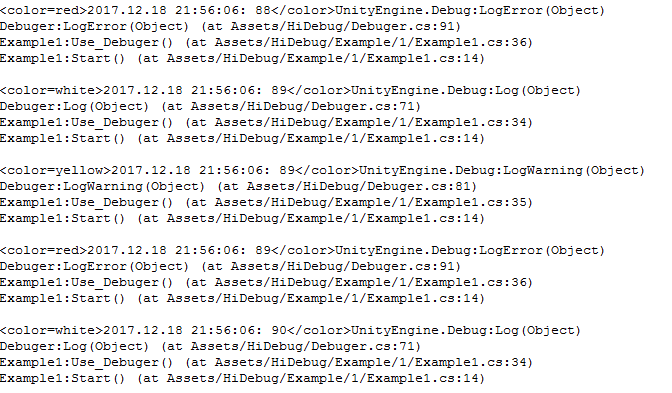 <color=red>2017.12.18 21:56:06: 88</color>UnityEngine.Debug:LogError(Object)
Debuger:LogError(Object) (at Assets/HiDebug/Debuger.cs:91)
Example1:Use_Debuger() (at Assets/HiDebug/Example/1/Example1.cs:36)
Example1:Start() (at Assets/HiDebug/Example/1/Example1.cs:14)

<color=white>2017.12.18 21:56:06: 89</color>UnityEngine.Debug:Log(Object)
Debuger:Log(Object) (at Assets/HiDebug/Debuger.cs:71)
Example1:Use_Debuger() (at Assets/HiDebug/Example/1/Example1.cs:34)
Example1:Start() (at Assets/HiDebug/Example/1/Example1.cs:14)

<color=yellow>2017.12.18 21:56:06: 89</color>UnityEngine.Debug:LogWarning(Object)
Debuger:LogWarning(Object) (at Assets/HiDebug/Debuger.cs:81)
Example1:Use_Debuger() (at Assets/HiDebug/Example/1/Example1.cs:35)
Example1:Start() (at Assets/HiDebug/Example/1/Example1.cs:14)

<color=red>2017.12.18 21:56:06: 89</color>UnityEngine.Debug:LogError(Object)
Debuger:LogError(Object) (at Assets/HiDebug/Debuger.cs:91)
Example1:Use_Debuger() (at Assets/HiDebug/Example/1/Example1.cs:36)
Example1:Start() (at Assets/HiDebug/Example/1/Example1.cs:14)

<color=white>2017.12.18 21:56:06: 90</color>UnityEngine.Debug:Log(Object)
Debuger:Log(Object) (at Assets/HiDebug/Debuger.cs:71)
Example1:Use_Debuger() (at Assets/HiDebug/Example/1/Example1.cs:34)
Example1:Start() (at Assets/HiDebug/Example/1/Example1.cs:14)